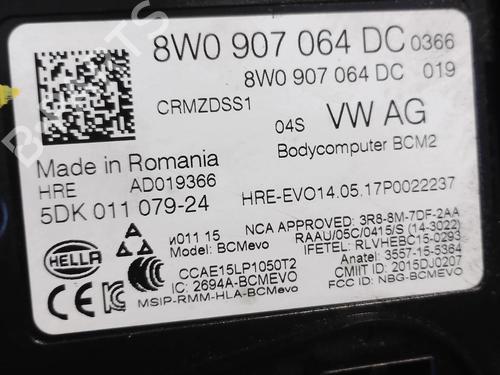 8W0 907 064 DC 0366
8W0 907 064 DC 019
CRMZDSS1
04S VW AG
Bodycomputer BCM2
Made in Romania
HRE AD019366
5DK 011 079-24
HRE-EVO14.05.17P0022237
HELLA
и011 15
Model: BCMevo
CCAE15LP1050T2
IC: 2694A-BCMEVO
MSIP-RMM-HLA-BCMevo
NCA APPROVED: 3R8-8M-7DF-2AA
RAAU/05C/0415/S (14-3022)
IFETEL: RLVHEBC15-0293
Anatel: 3557-15-5364
CMIIT ID: 2015DJ0207
FCC ID: NBG-BCMEVO